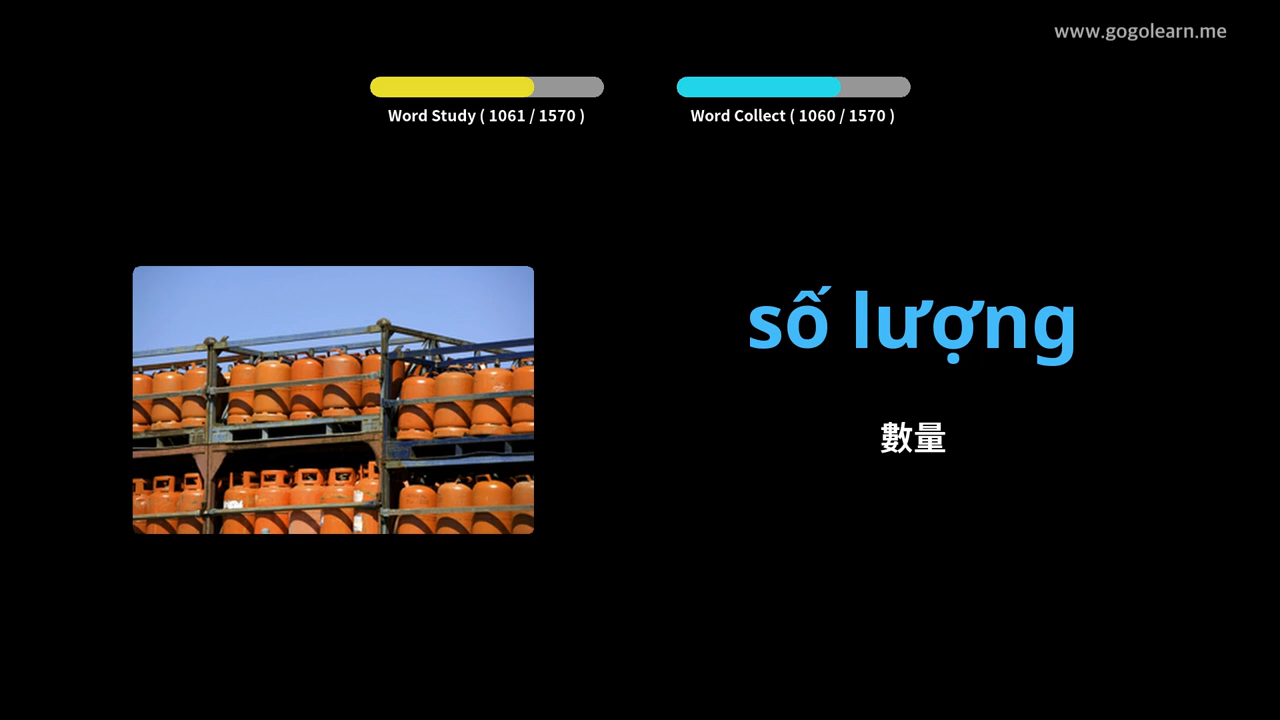 www.gogolearn.me
Word Study ( 1061 / 1570 )
Word Collect ( 1060 / 1570 )
số lượng
數量